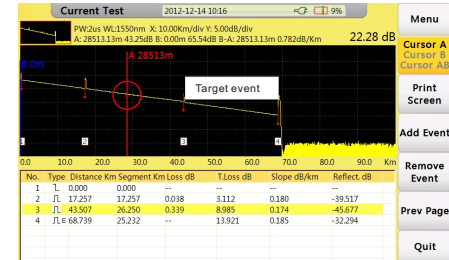 Current Test 2012-12-14 10:16 9%
PW:2us WL:1550nm X: 10.00Km/div Y: 5.00dB/div
A: 28513.13m 43.25dB B: 0.00m 65.54dB B-A: 28513.13m 0.782dB/Km 22.28 dB
B 0m A 28513m
Target event
1 2 3 4
0.0 10.0 20.0 30.0 40.0 50.0 60.0 70.0 80.0 90.0 Km
No. Type Distance Km Segment Km Loss dB T.Loss dB Slope dB/km Reflect. dB
1 0.000 0.000 -- -- -- --
2 17.257 17.257 0.038 3.112 0.180 -39.517
3 43.507 26.250 0.339 8.985 0.174 -45.677
4 E 68.739 25.232 -- 13.921 0.185 -32.294
Menu
Cursor A
Cursor B
Cursor AB
Print
Screen
Add Event
Remove
Event
Prev Page
Quit